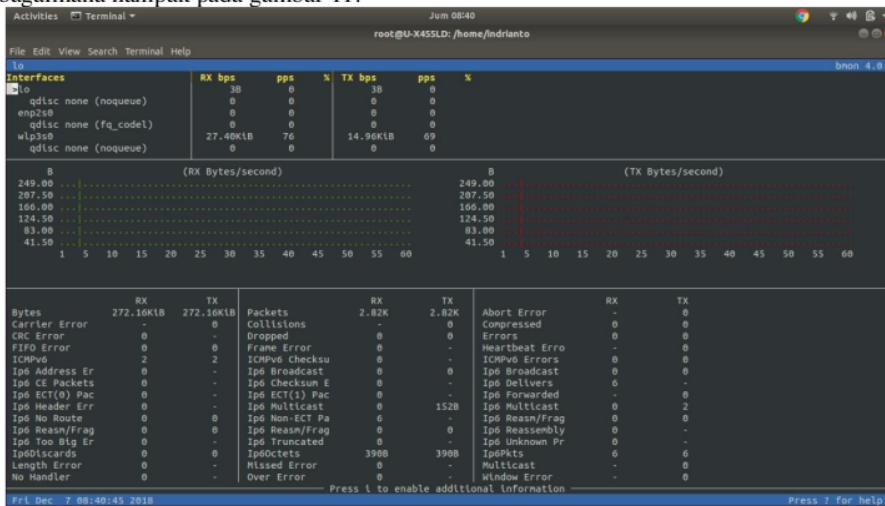 bagaimana nampak pada gambar 11.
Activities Terminal Jum 08:40
root@U-X455LD: /home/indrianto
File Edit View Search Terminal Help
lo bmon 4.0
Interfaces RX bps pps % TX bps pps %
>lo 3B 0 3B 0
qdisc none (noqueue) 0 0 0 0
enp2s0 0 0 0 0
qdisc none (fq_codel) 0 0 0 0
wlp3s0 27.40KiB 76 14.96KiB 69
qdisc none (noqueue) 0 0 0 0
B (RX Bytes/second) B (TX Bytes/second)
249.00 249.00
207.50 207.50
166.00 166.00
124.50 124.50
83.00 83.00
41.50 41.50
1 5 10 15 20 25 30 35 40 45 50 55 60 1 5 10 15 20 25 30 35 40 45 50 55 60
RX TX RX TX RX TX
Bytes 272.16KiB 272.16KiB Packets 2.82K 2.82K Abort Error - 0
Carrier Error - 0 Collisions - 0 Compressed 0 0
CRC Error 0 - Dropped 0 0 Errors 0 0
FIFO Error 0 0 Frame Error 0 - Heartbeat Erro - 0
ICMPv6 2 2 ICMPv6 Checksu 0 - ICMPv6 Errors 0 0
Ip6 Address Er 0 - Ip6 Broadcast 0 0 Ip6 Broadcast 0 0
Ip6 CE Packets 0 - Ip6 Checksum E 0 - Ip6 Delivers 6 -
Ip6 ECT(0) Pac 0 - Ip6 ECT(1) Pac 0 - Ip6 Forwarded - 0
Ip6 Header Err 0 - Ip6 Multicast 0 152B Ip6 Multicast 0 2
Ip6 No Route 0 0 Ip6 Non-ECT Pa 6 - Ip6 Reasm/Frag 0 0
Ip6 Reasm/Frag 0 0 Ip6 Reasm/Frag 0 0 Ip6 Reassembly 0 -
Ip6 Too Big Er 0 - Ip6 Truncated 0 - Ip6 Unknown Pr 0 -
Ip6Discards 0 0 Ip6Octets 390B 390B Ip6Pkts 6 6
Length Error 0 - Missed Error 0 - Multicast - 0
No Handler 0 - Over Error 0 - Window Error - 0
Press i to enable additional information
Fri Dec 7 08:40:45 2018 Press ? for help